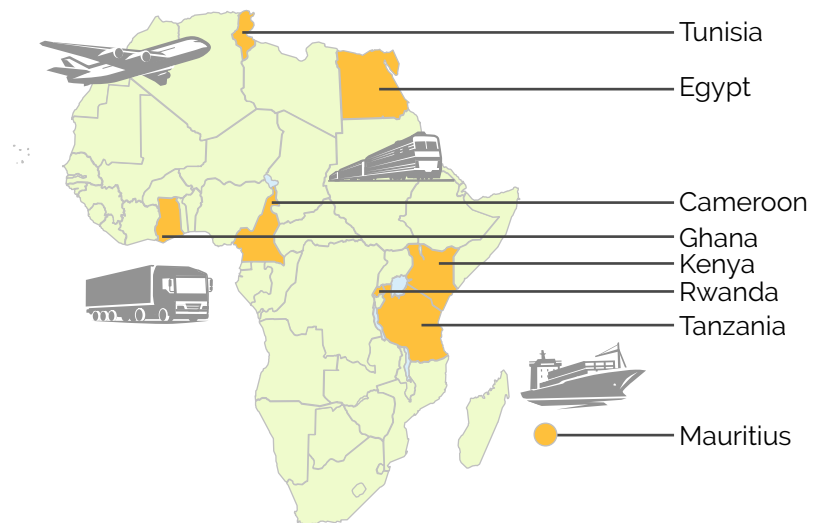 Tunisia
Egypt
Cameroon
Ghana
Kenya
Rwanda
Tanzania
Mauritius